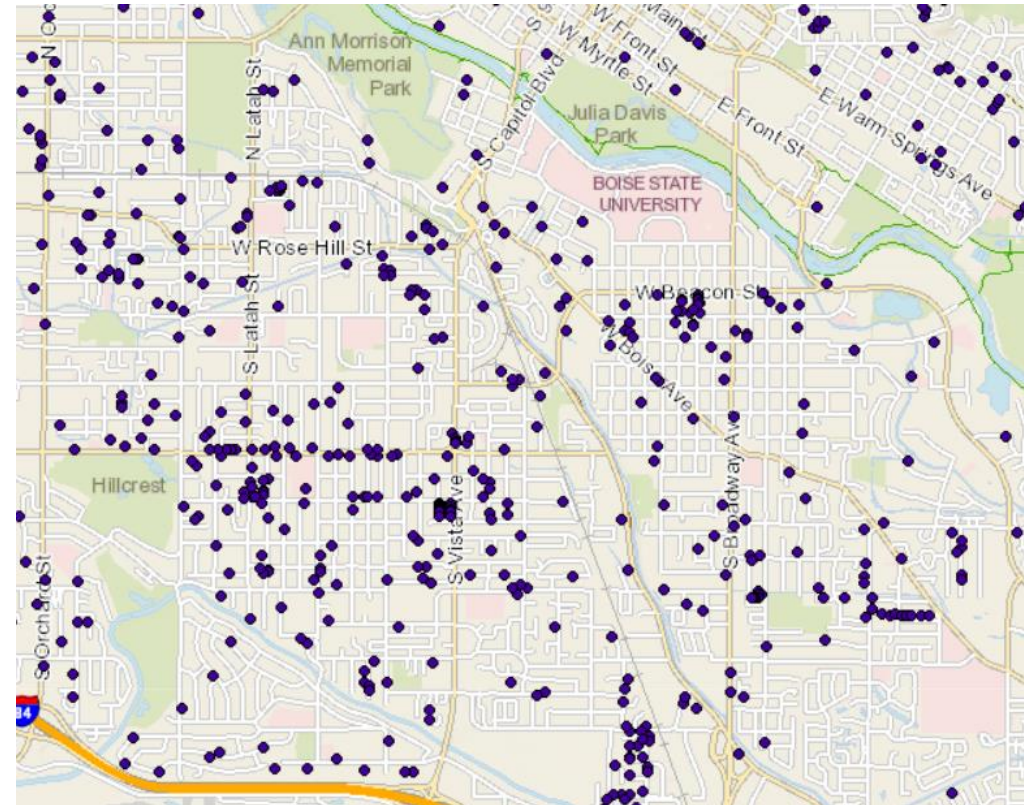 N Latah St
Ann Morrison
Memorial
Park
S Capitol Blvd
W Front St
W Myrtle St
Main St
Julia Davis
Park
E Front St
E Warm Springs Ave
BOISE STATE
UNIVERSITY
W Rose Hill St
S Latah St
W Beacon St
W Boise Ave
S Broadway Ave
Hillcrest
S Vista Ave
S Orchard St
84